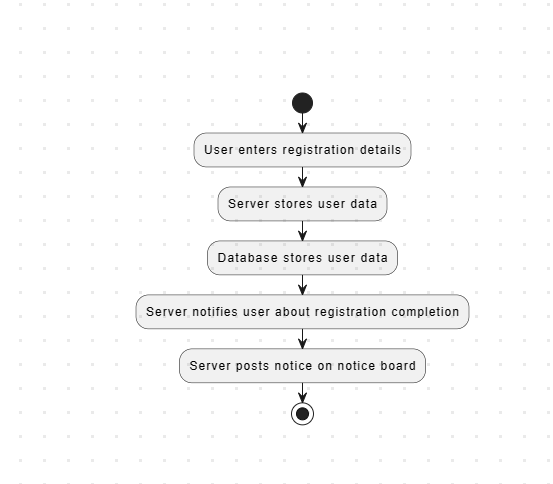 User enters registration details
Server stores user data
Database stores user data
Server notifies user about registration completion
Server posts notice on notice board